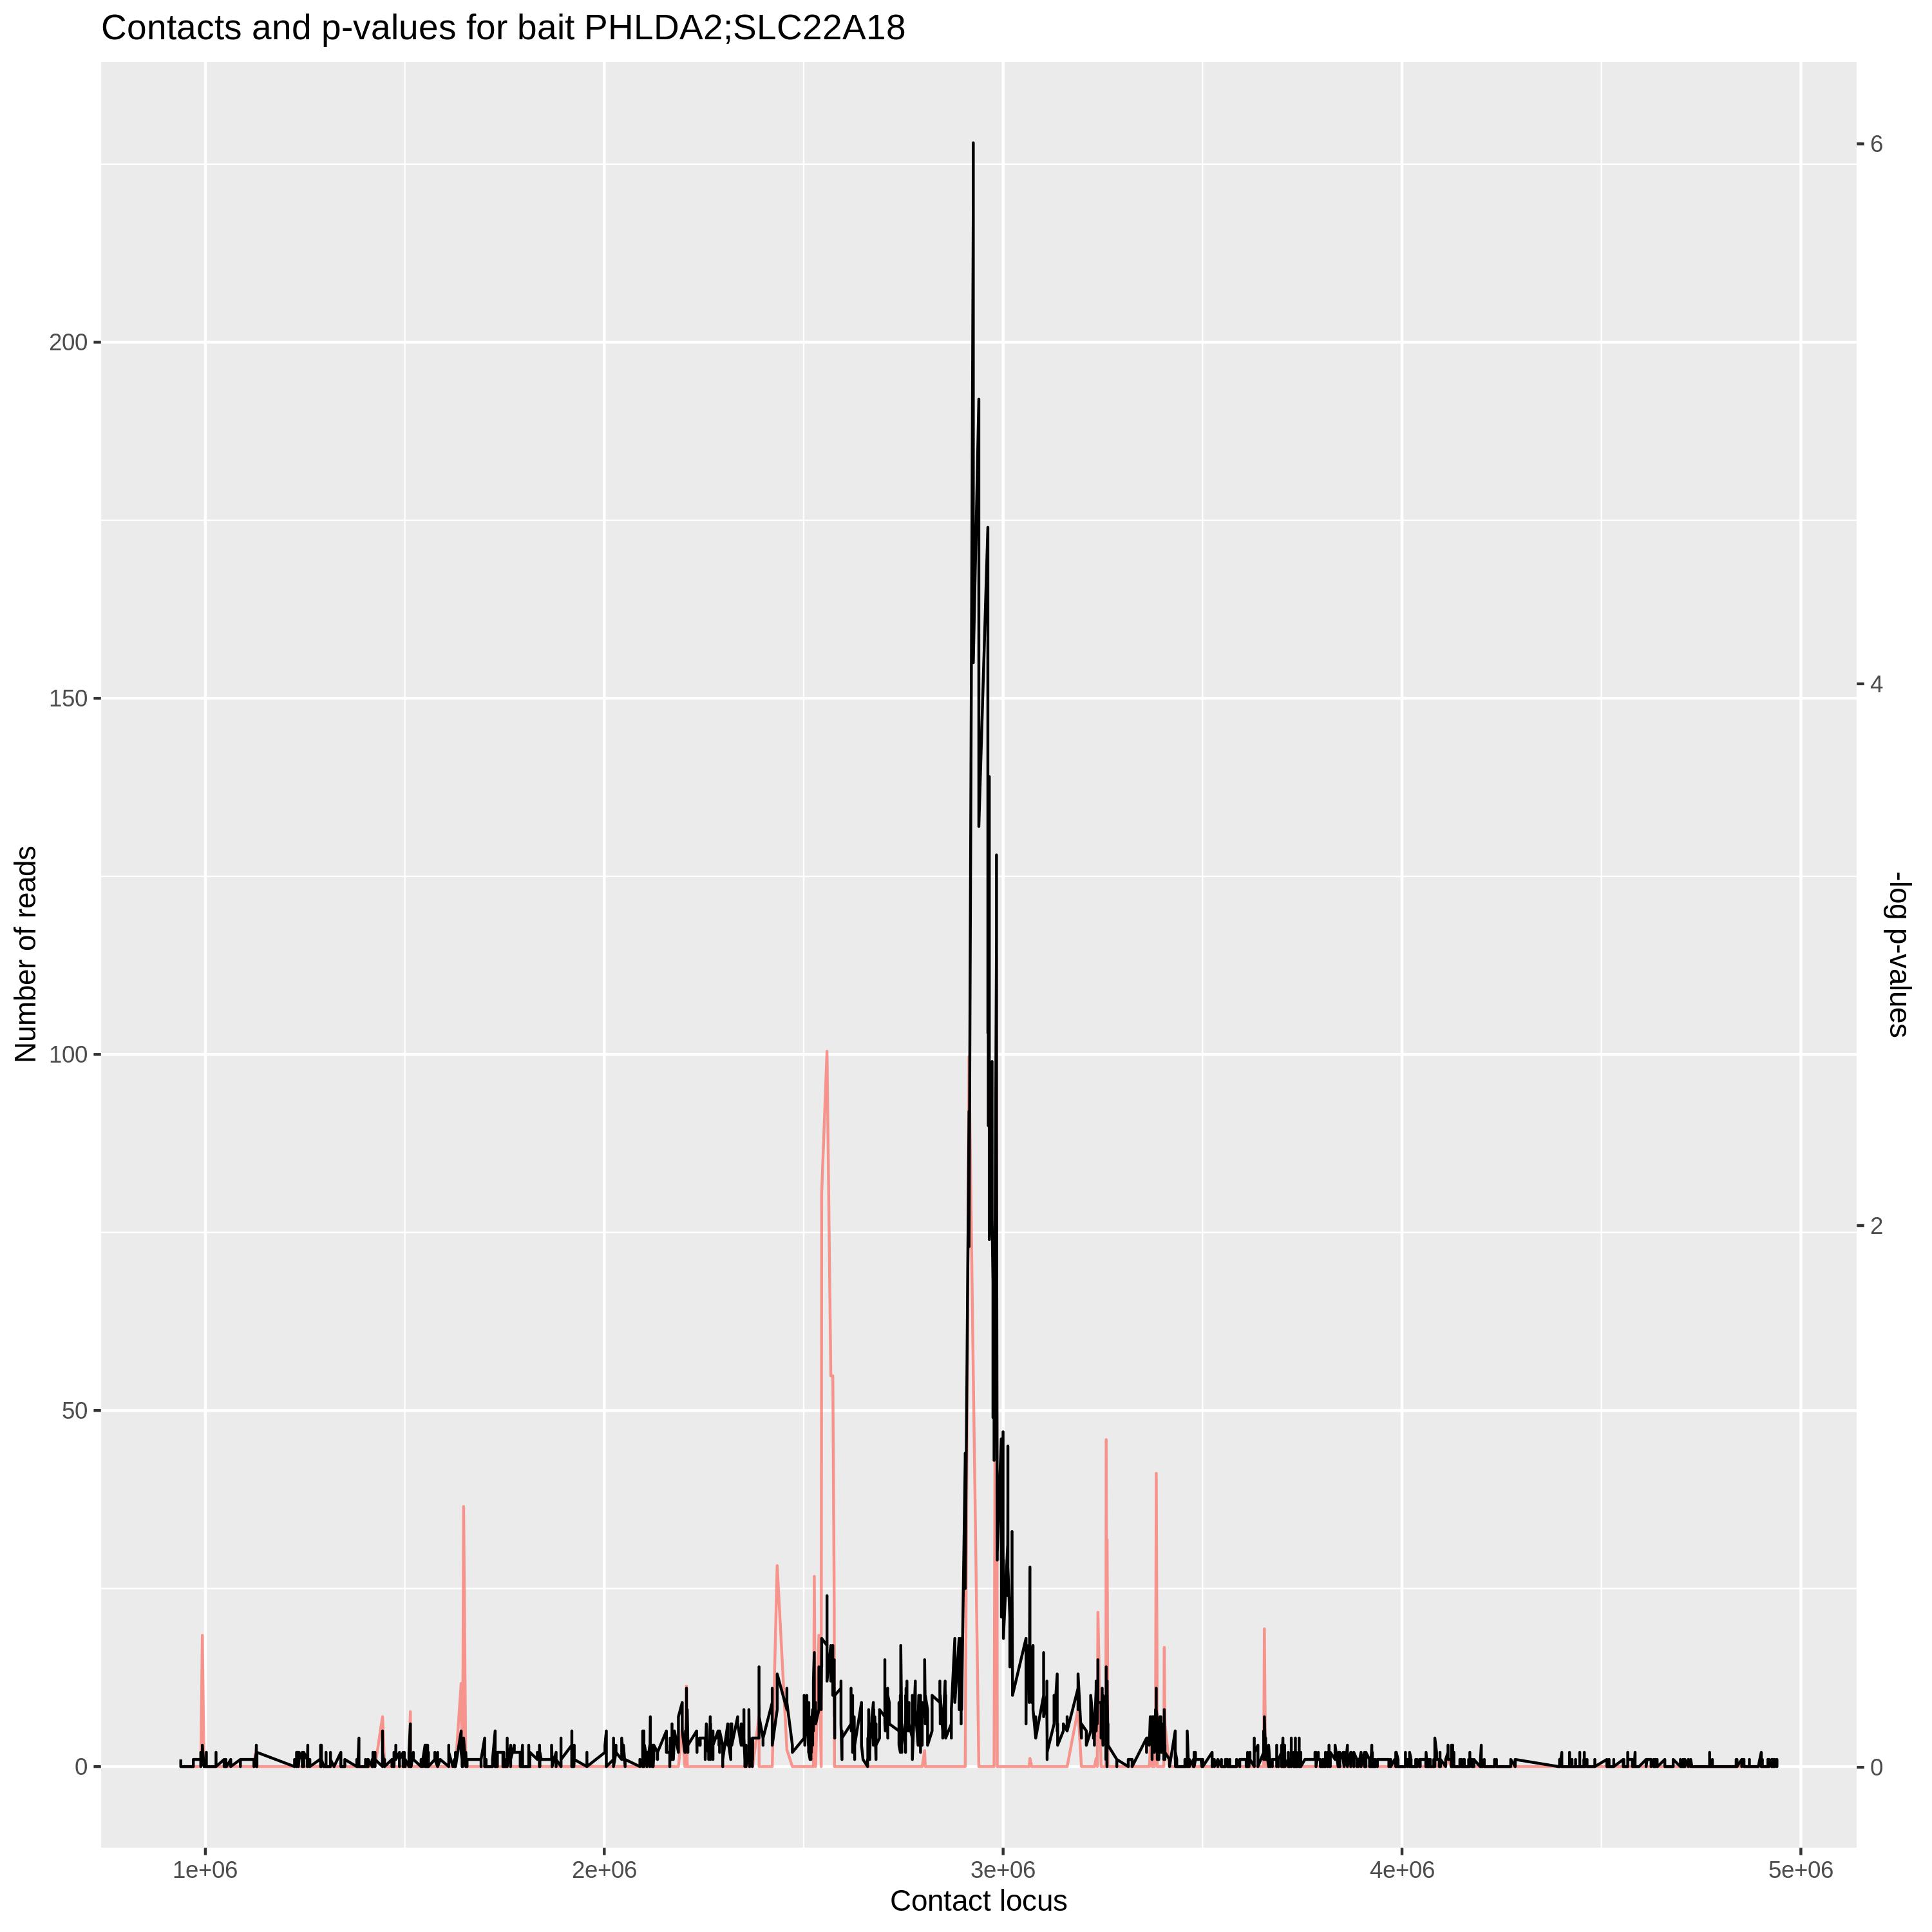 Contacts and p-values for bait PHLDA2;SLC22A18
Number of reads
200
150
100
50
0
6
4
2
0
-log p-values
1e+06 2e+06 3e+06 4e+06 5e+06
Contact locus